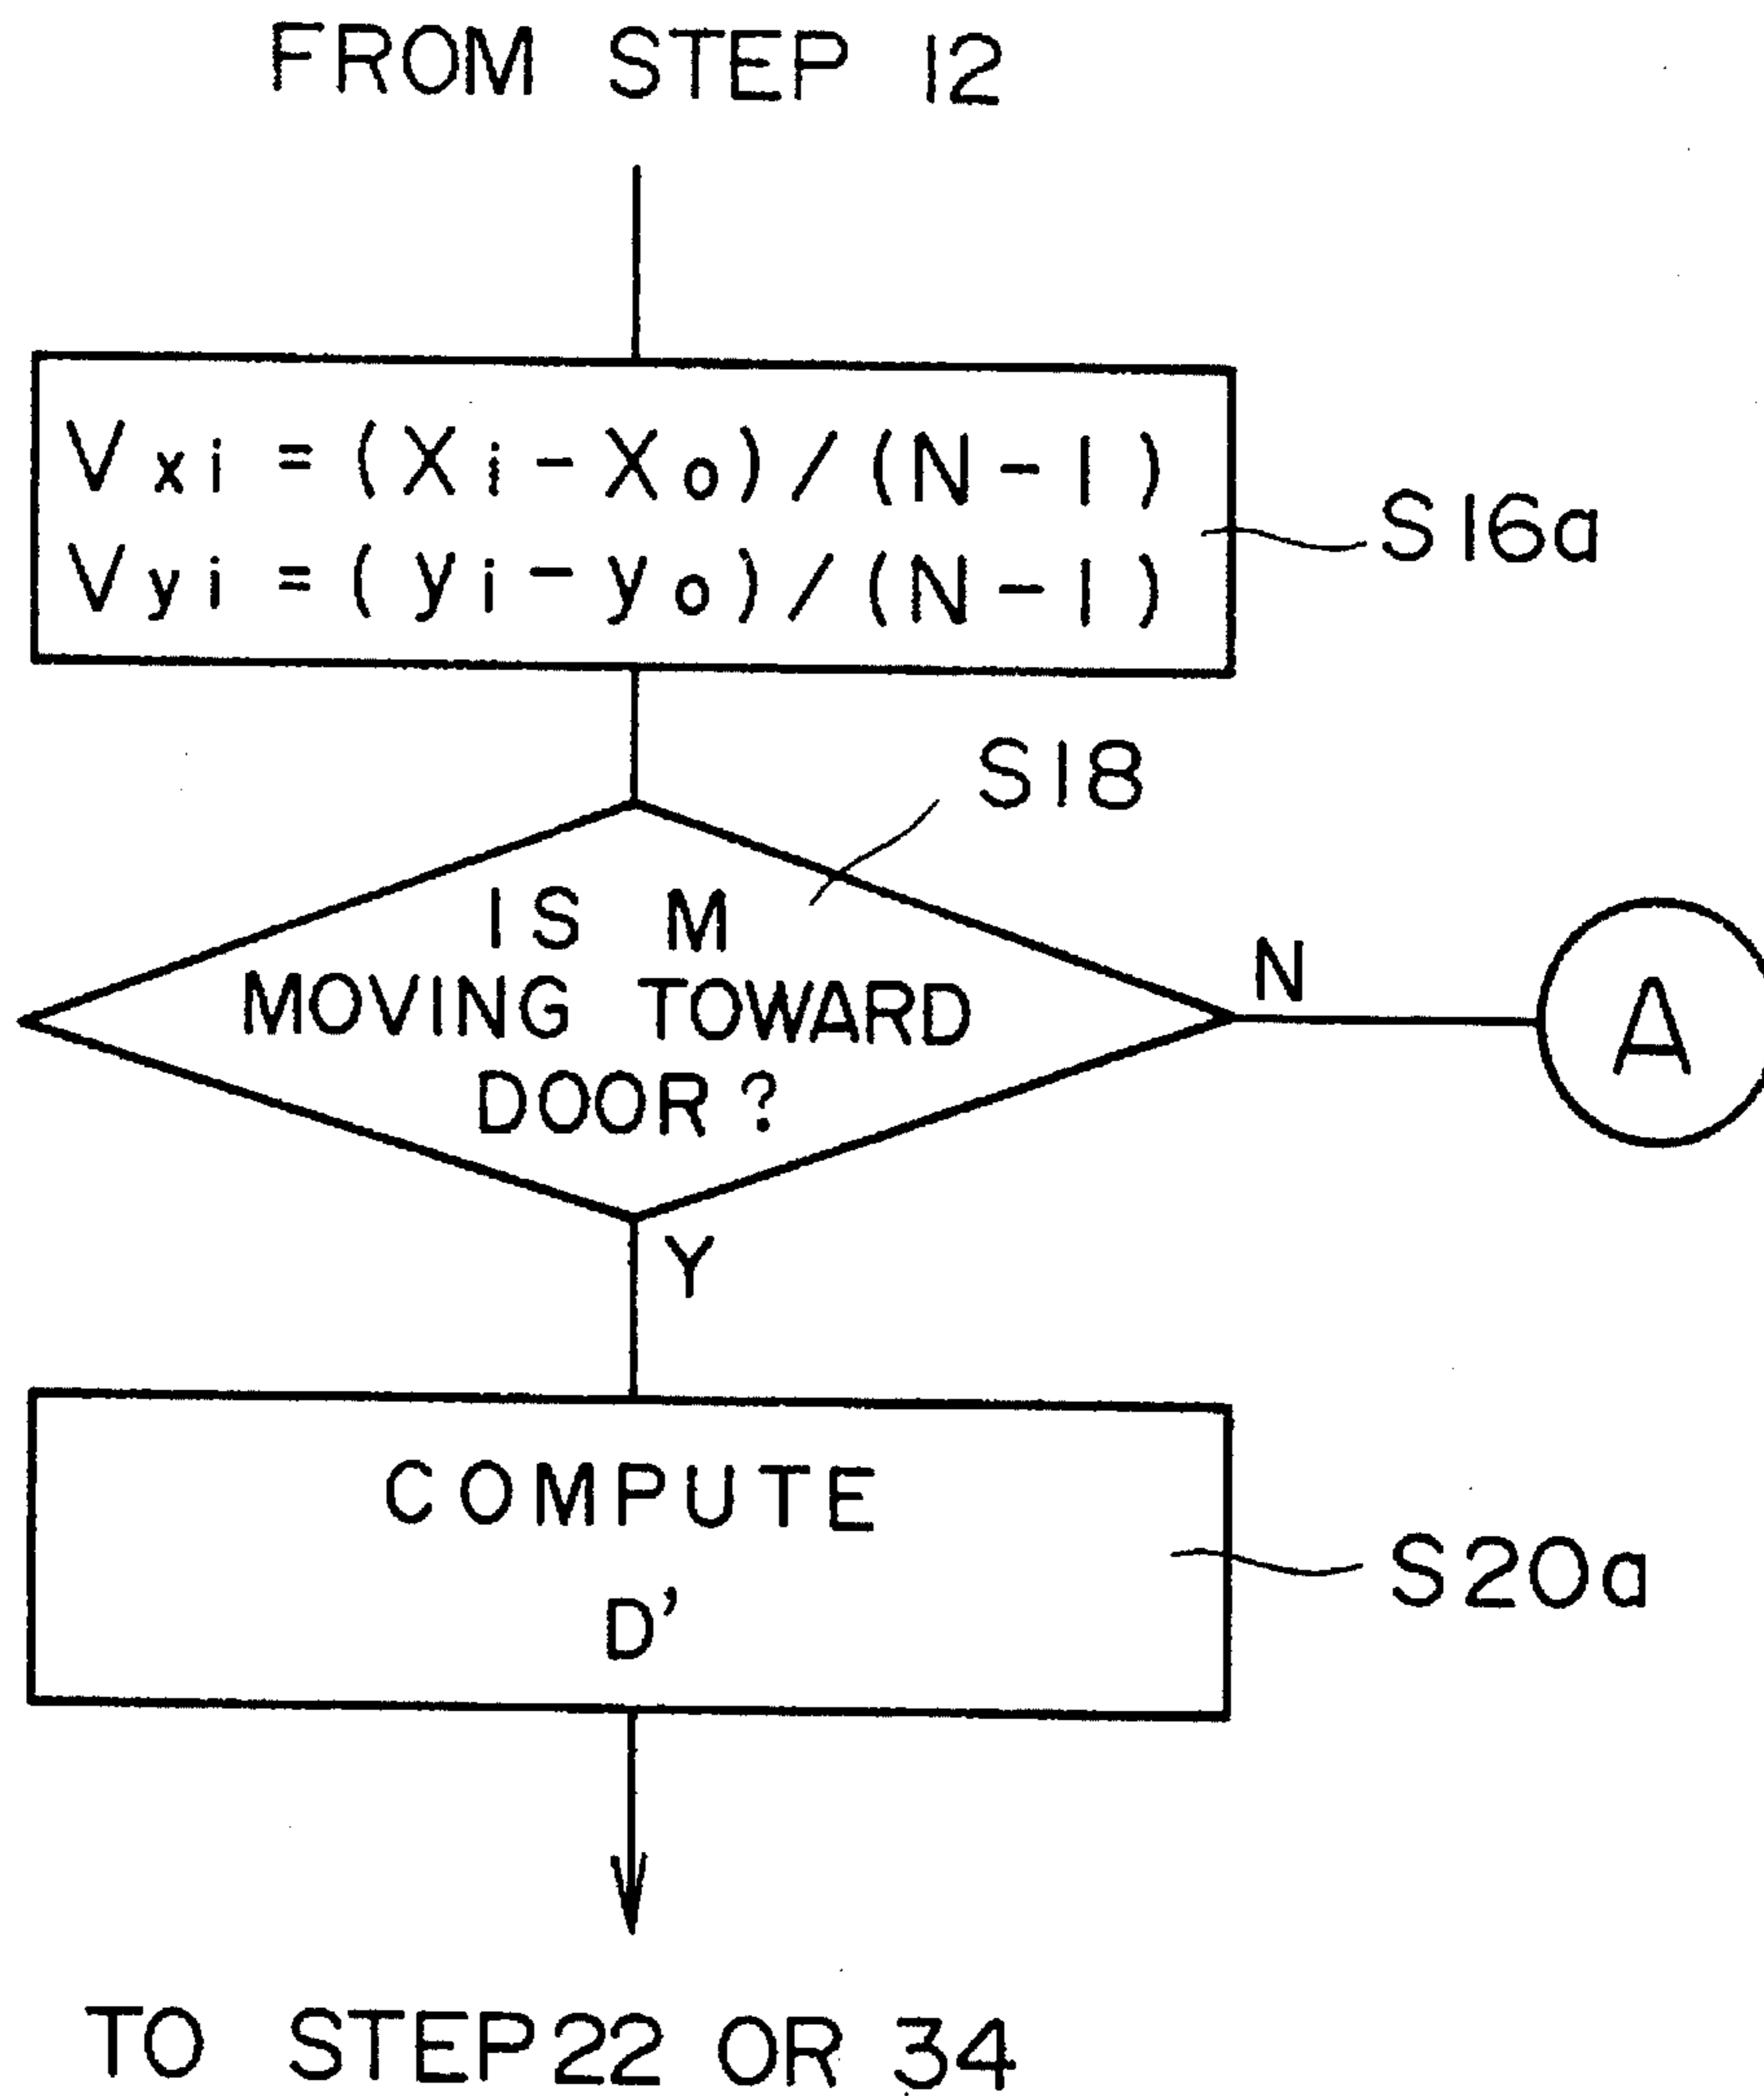 FROM STEP 12
Vxi = (Xi-Xo)/(N-1)
Vyi = (yi-yo)/(N-1)
S16a
S18
IS M
MOVING TOWARD
DOOR?
N
A
Y
COMPUTE
D'
S20a
TO STEP22 OR 34